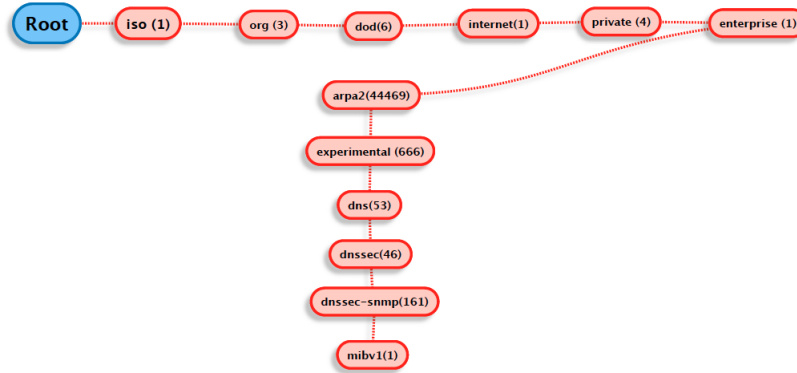 Root
iso (1)
org (3)
dod(6)
internet(1)
private (4)
enterprise (1)
arpa2(44469)
experimental (666)
dns(53)
dnssec(46)
dnssec-snmp(161)
mibv1(1)